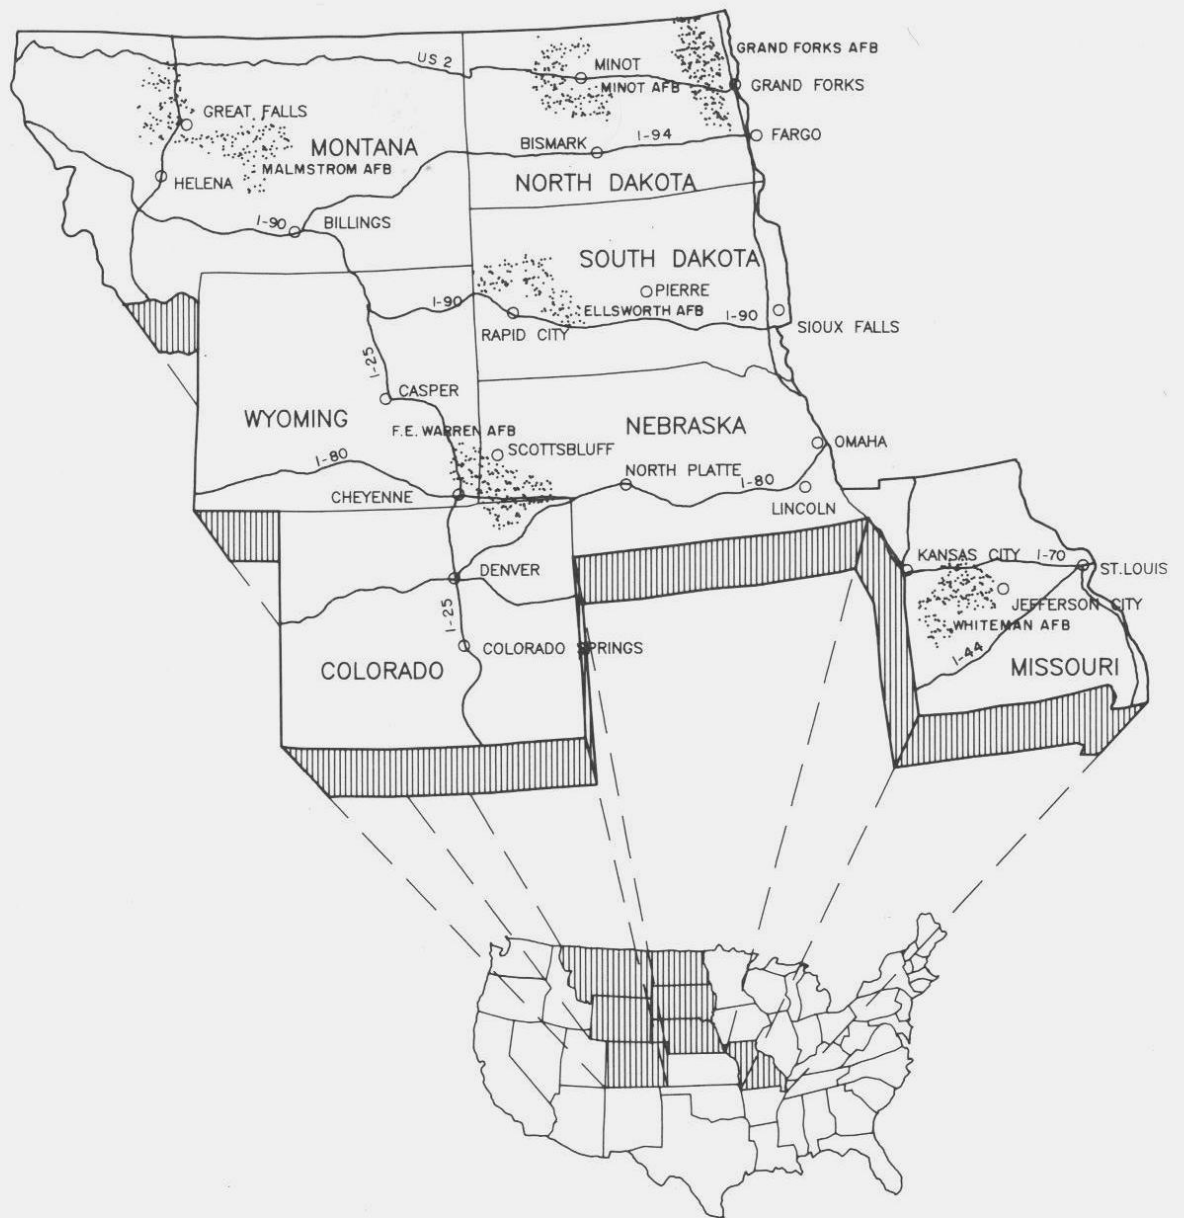 US 2
GRAND FORKS AFB
MINOT
MINOT AFB
GRAND FORKS
GREAT FALLS
MONTANA
MALMSTROM AFB
HELENA
BISMARK
I-94
FARGO
NORTH DAKOTA
I-90
BILLINGS
SOUTH DAKOTA
PIERRE
I-90
ELLSWORTH AFB
I-90
RAPID CITY
SIOUX FALLS
I-25
CASPER
WYOMING
F.E. WARREN AFB
NEBRASKA
SCOTTSBLUFF
OMAHA
I-80
NORTH PLATTE
I-80
CHEYENNE
LINCOLN
KANSAS CITY
I-70
ST.LOUIS
DENVER
JEFFERSON CITY
I-25
WHITEMAN AFB
COLORADO SPRINGS
I-44
COLORADO
MISSOURI